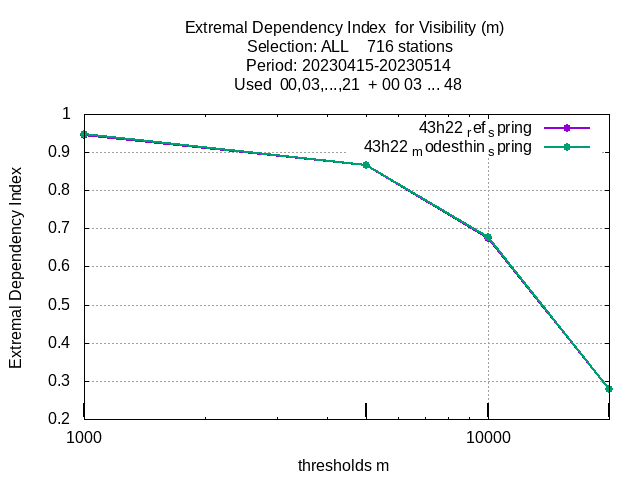 Extremal Dependency Index  for Visibility (m)
Selection: ALL    716 stations
Period: 20230415-20230514
Used  00,03,...,21  + 00 03 ... 48
43h22 ref spring
43h22 modesthin spring
1
0.9
0.8
0.7
0.6
0.5
0.4
0.3
0.2
Extremal Dependency Index
1000
10000
thresholds m